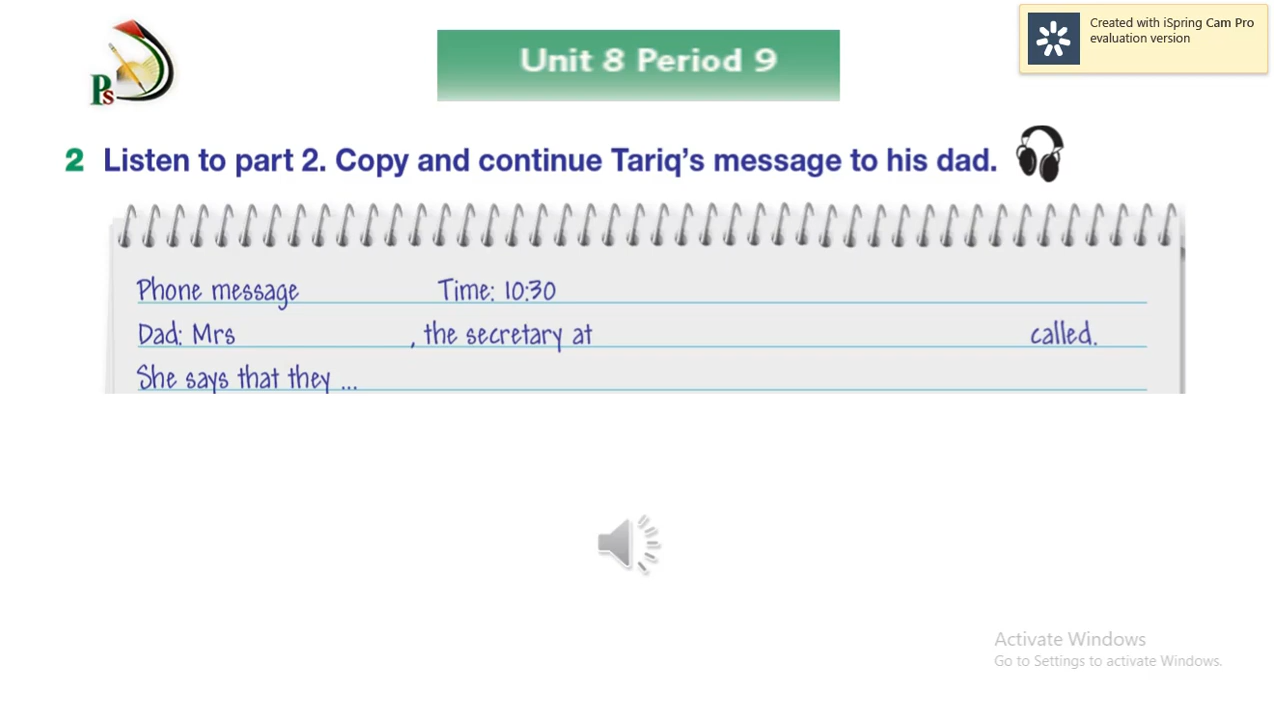 Created with iSpring Cam Pro
evaluation version
Ps
Unit 8 Period 9
2 Listen to part 2. Copy and continue Tariq's message to his dad.
Phone message Time: 10:30
Dad: Mrs , the secretary at called.
She says that they ...
Activate Windows
Go to Settings to activate Windows.